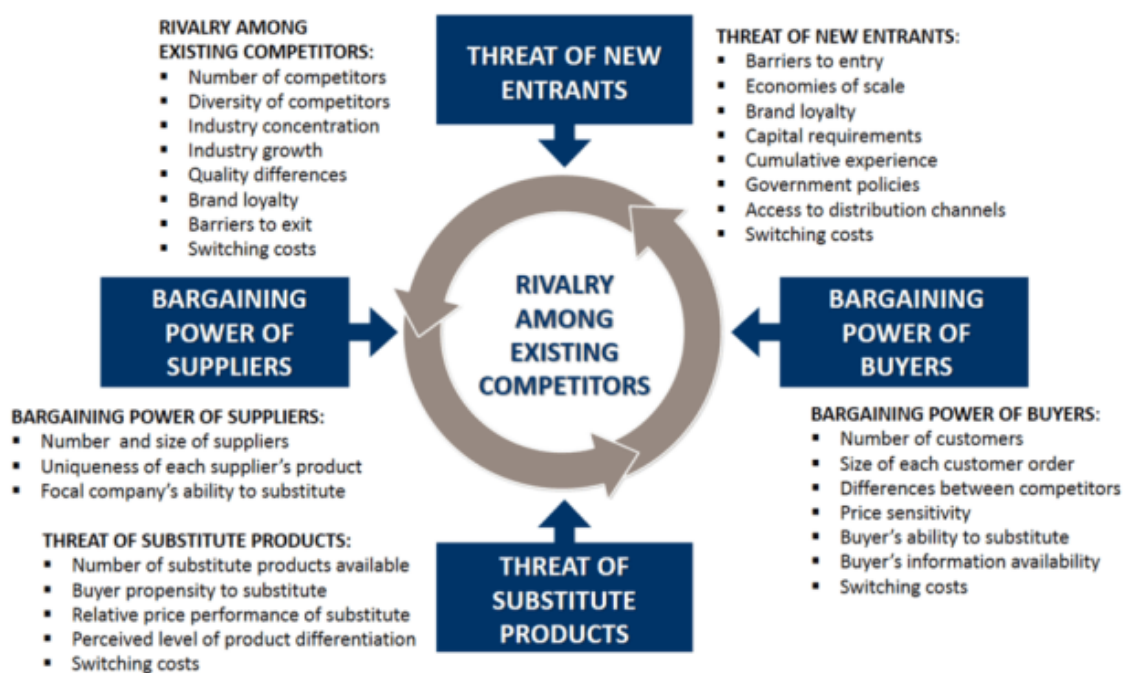 RIVALRY AMONG
EXISTING COMPETITORS:
▪ Number of competitors
▪ Diversity of competitors
▪ Industry concentration
▪ Industry growth
▪ Quality differences
▪ Brand loyalty
▪ Barriers to exit
▪ Switching costs
THREAT OF NEW
ENTRANTS
THREAT OF NEW ENTRANTS:
▪ Barriers to entry
▪ Economies of scale
▪ Brand loyalty
▪ Capital requirements
▪ Cumulative experience
▪ Government policies
▪ Access to distribution channels
▪ Switching costs
BARGAINING
POWER OF
SUPPLIERS
RIVALRY
AMONG
EXISTING
COMPETITORS
BARGAINING
POWER OF
BUYERS
BARGAINING POWER OF SUPPLIERS:
▪ Number and size of suppliers
▪ Uniqueness of each supplier's product
▪ Focal company's ability to substitute
BARGAINING POWER OF BUYERS:
▪ Number of customers
▪ Size of each customer order
▪ Differences between competitors
▪ Price sensitivity
▪ Buyer's ability to substitute
▪ Buyer's information availability
▪ Switching costs
THREAT OF SUBSTITUTE PRODUCTS:
▪ Number of substitute products available
▪ Buyer propensity to substitute
▪ Relative price performance of substitute
▪ Perceived level of product differentiation
▪ Switching costs
THREAT OF
SUBSTITUTE
PRODUCTS